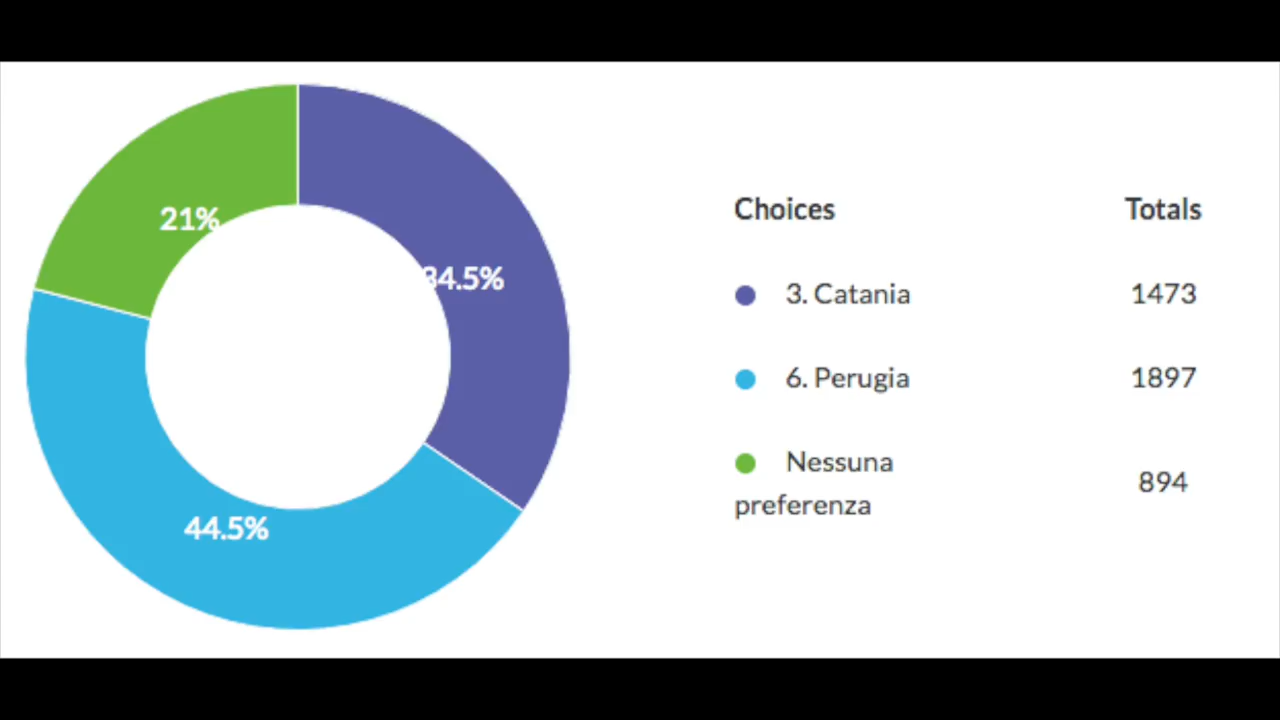 21%
34.5%
44.5%
Choices Totals
3. Catania 1473
6. Perugia 1897
Nessuna
preferenza 894